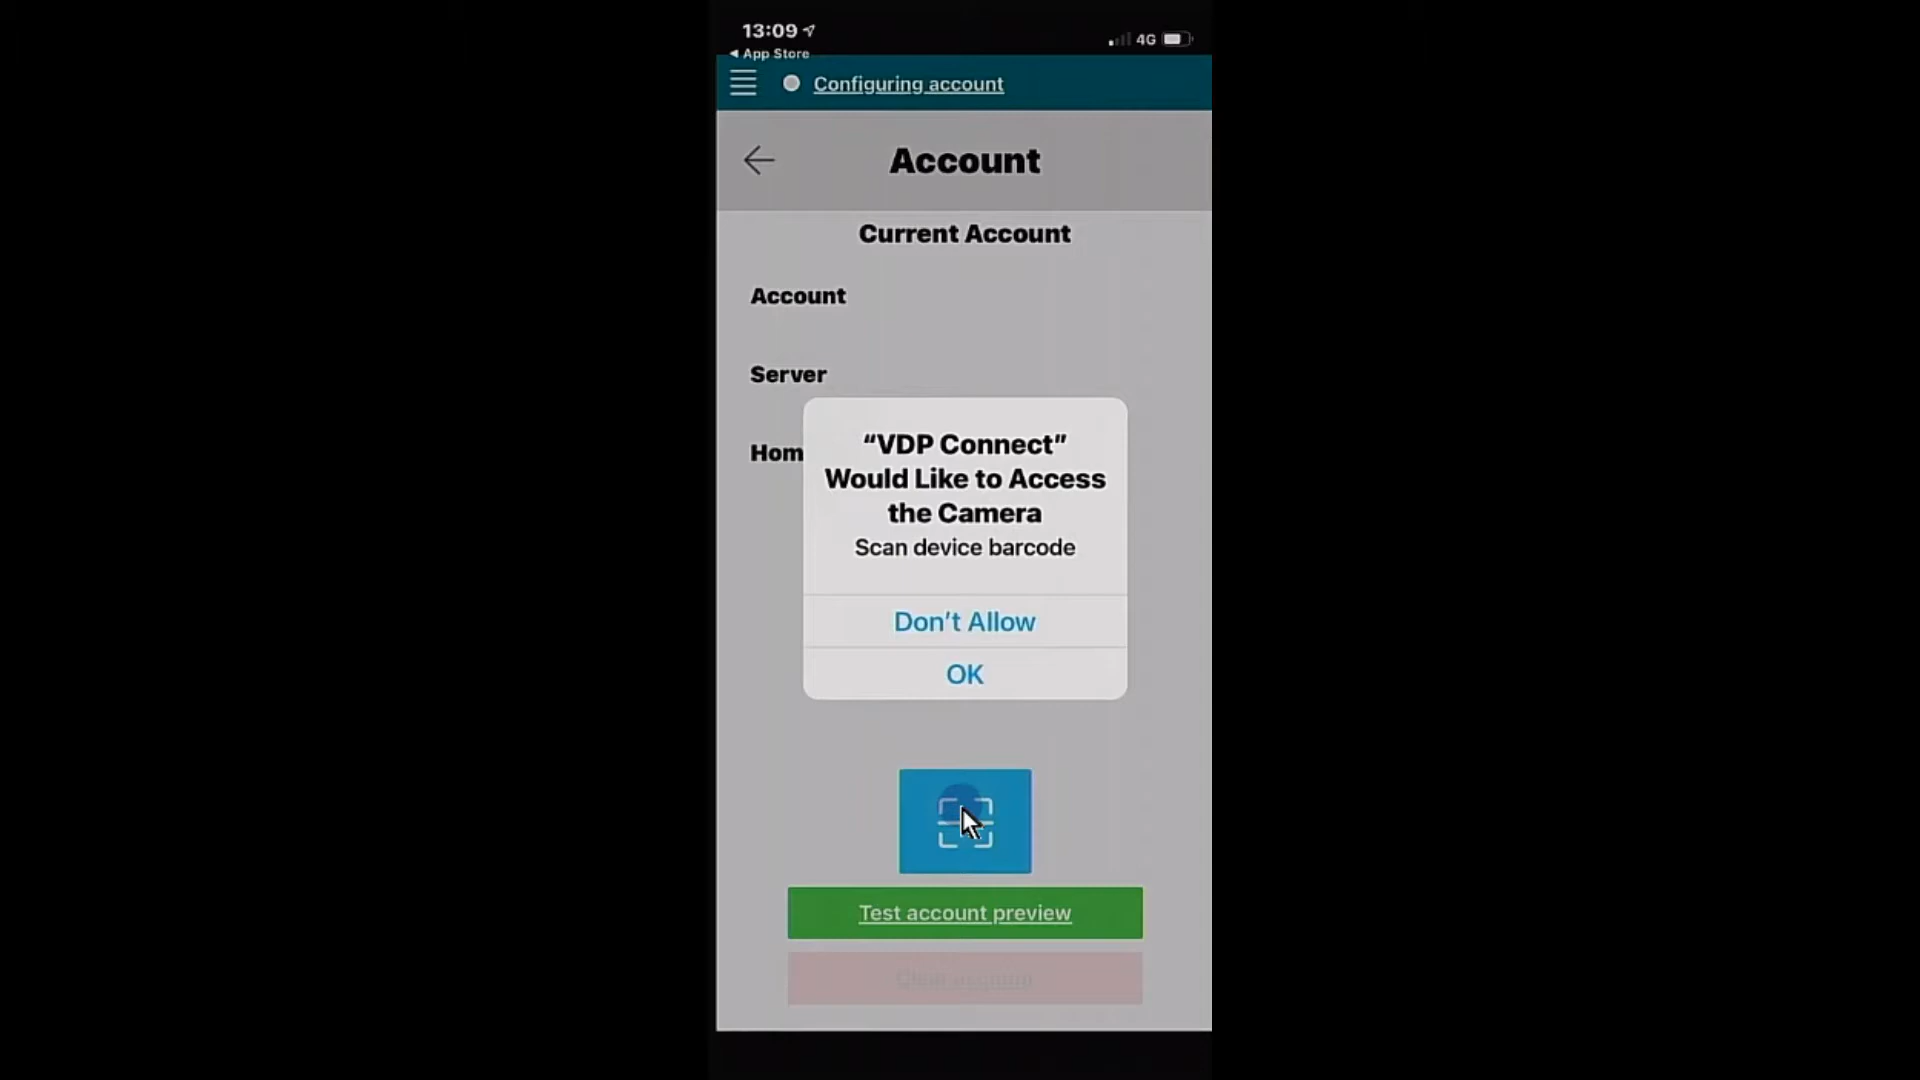 13:09
4G
◀ App Store
Configuring account
Account
Current Account
Account
Server
Hom
“VDP Connect”
Would Like to Access
the Camera
Scan device barcode
Don’t Allow
OK
Test account preview
Clear account